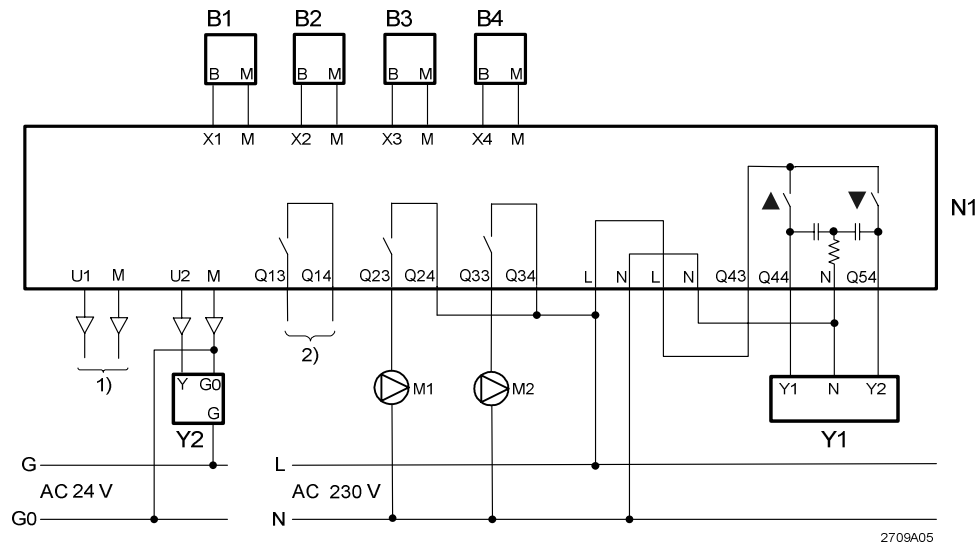 B1 B2 B3 B4
B M B M B M B M
X1 M X2 M X3 M X4 M
N1
U1 M U2 M Q13 Q14 Q23 Q24 Q33 Q34 L N L N Q43 Q44 N Q54
1)
2)
Y G0
G
Y2
M1
M2
Y1 N Y2
Y1
G
L
AC 24 V
AC 230 V
G0
N
2709A05